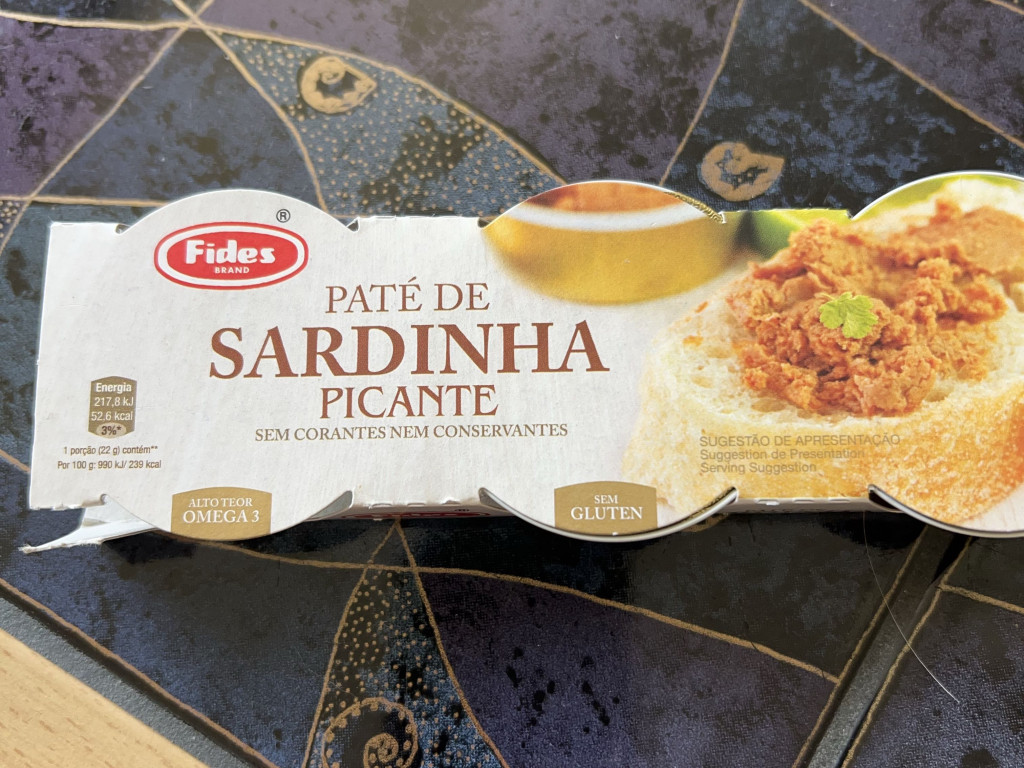 Fides
BRAND
®
PATÉ DE
SARDINHA
PICANTE
SEM CORANTES NEM CONSERVANTES
Energia
217,8 kJ
52,6 kcal
3%*
1 porção (22 g) contém**
Por 100 g: 990 kJ/ 239 kcal
ALTO TEOR
OMEGA 3
SEM
GLUTEN
SUGESTÃO DE APRESENTAÇÃO
Suggestion de Presentation
Serving Suggestion